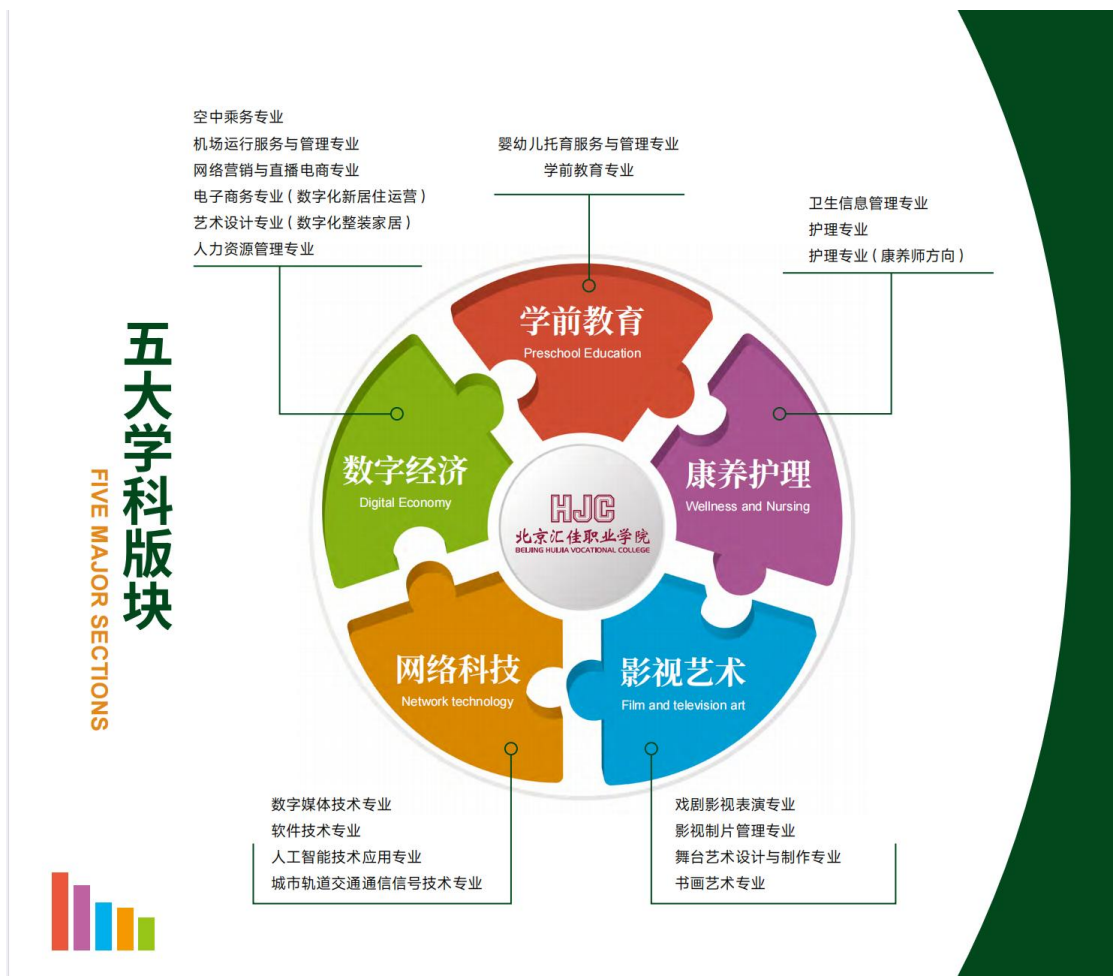 五大学科版块
FIVE MAJOR SECTIONS
空中乘务专业
机场运行服务与管理专业
网络营销与直播电商专业
电子商务专业（数字化新居住运营）
艺术设计专业（数字化整装家居）
人力资源管理专业
婴幼儿托育服务与管理专业
学前教育专业
卫生信息管理专业
护理专业
护理专业（康养师方向）
学前教育
Preschool Education
数字经济
Digital Economy
康养护理
Wellness and Nursing
HJC
北京汇佳职业学院
BEIJING HUIJIA VOCATIONAL COLLEGE
网络科技
Network technology
影视艺术
Film and television art
数字媒体技术专业
软件技术专业
人工智能技术应用专业
城市轨道交通通信信号技术专业
戏剧影视表演专业
影视制片管理专业
舞台艺术设计与制作专业
书画艺术专业